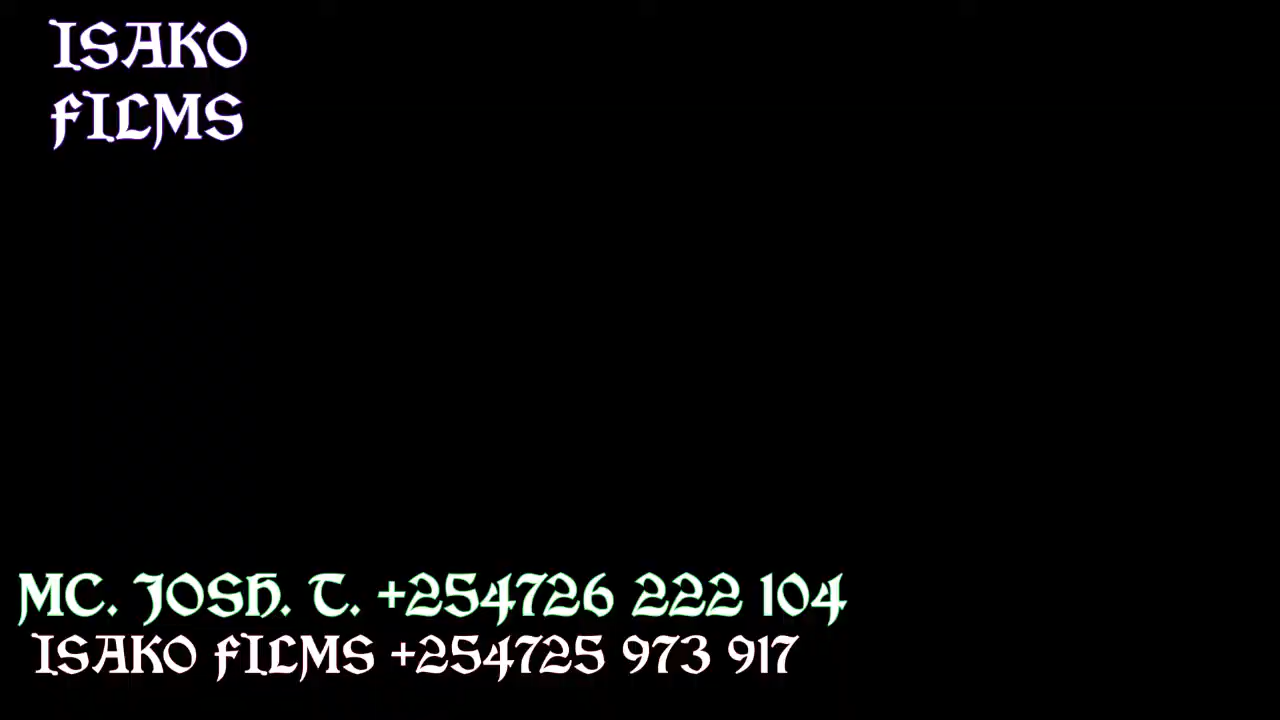 ISAKO
FILMS
MC. JOSH. T. +254726 222 104
ISAKO FILMS +254725 973 917